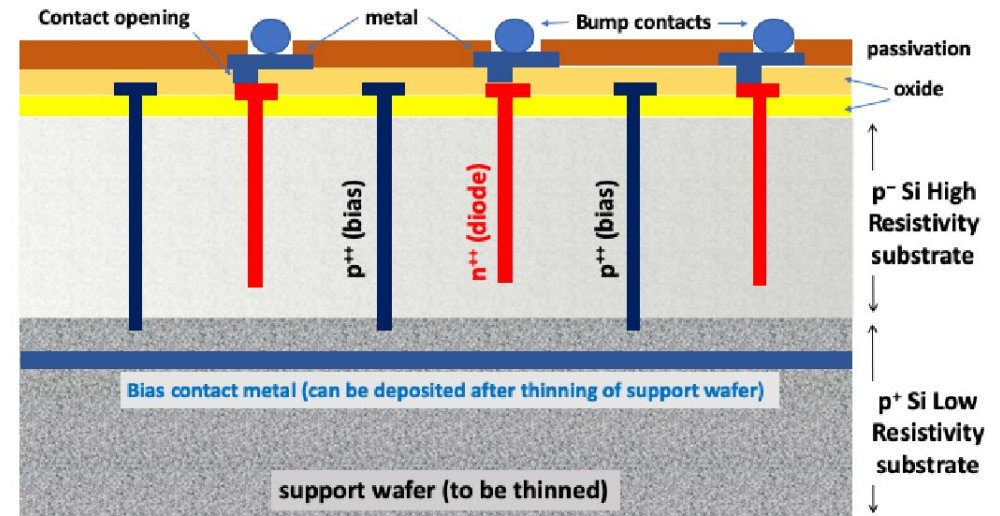 Contact opening
metal
Bump contacts
passivation
oxide
p⁺⁺ (bias)
n⁺⁺ (diode)
p⁺⁺ (bias)
p⁻ Si High
Resistivity
substrate
Bias contact metal (can be deposited after thinning of support wafer)
p⁺ Si Low
Resistivity
substrate
support wafer (to be thinned)